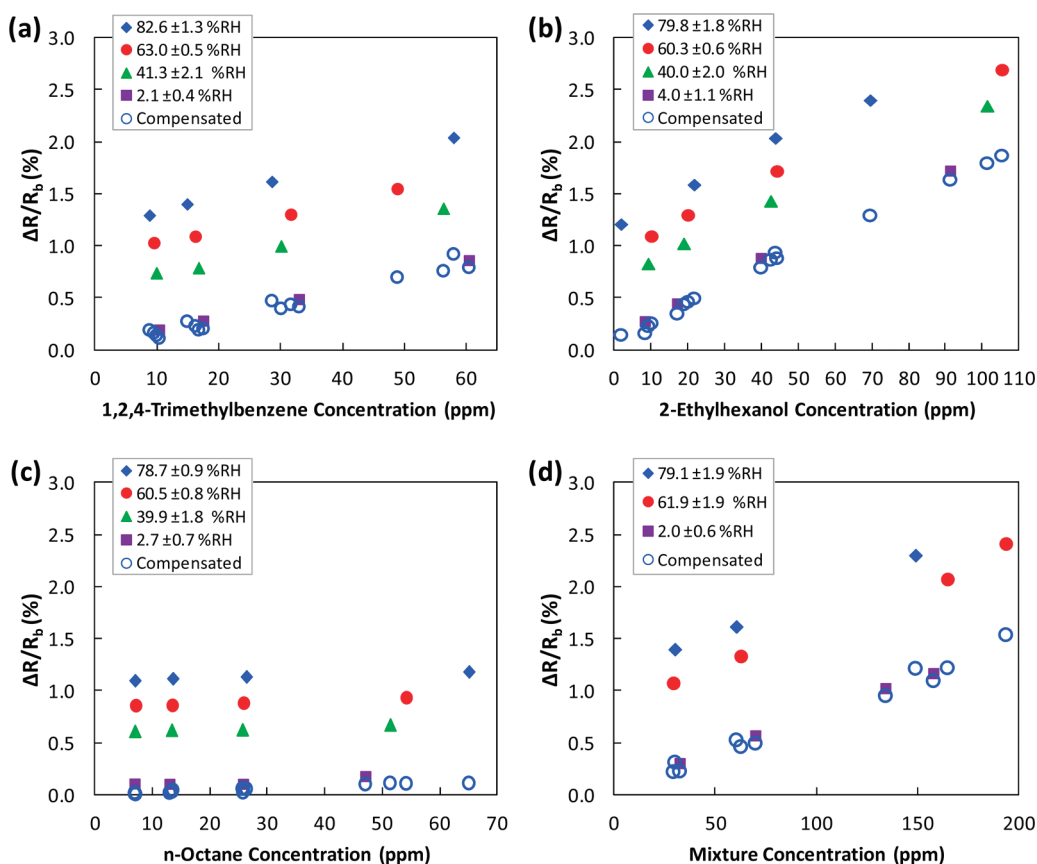 (a)
82.6 ±1.3 %RH
63.0 ±0.5 %RH
41.3 ±2.1 %RH
2.1 ±0.4 %RH
Compensated
3.0
2.5
2.0
1.5
1.0
0.5
0.0
ΔR/Rb (%)
0 10 20 30 40 50 60
1,2,4-Trimethylbenzene Concentration (ppm)
(b)
79.8 ±1.8 %RH
60.3 ±0.6 %RH
40.0 ±2.0 %RH
4.0 ±1.1 %RH
Compensated
3.0
2.5
2.0
1.5
1.0
0.5
0.0
ΔR/Rb (%)
0 10 20 30 40 50 60 70 80 90 100 110
2-Ethylhexanol Concentration (ppm)
(c)
78.7 ±0.9 %RH
60.5 ±0.8 %RH
39.9 ±1.8 %RH
2.7 ±0.7 %RH
Compensated
3.0
2.5
2.0
1.5
1.0
0.5
0.0
ΔR/Rb (%)
0 10 20 30 40 50 60 70
n-Octane Concentration (ppm)
(d)
79.1 ±1.9 %RH
61.9 ±1.9 %RH
2.0 ±0.6 %RH
Compensated
3.0
2.5
2.0
1.5
1.0
0.5
0.0
ΔR/Rb (%)
0 50 100 150 200
Mixture Concentration (ppm)